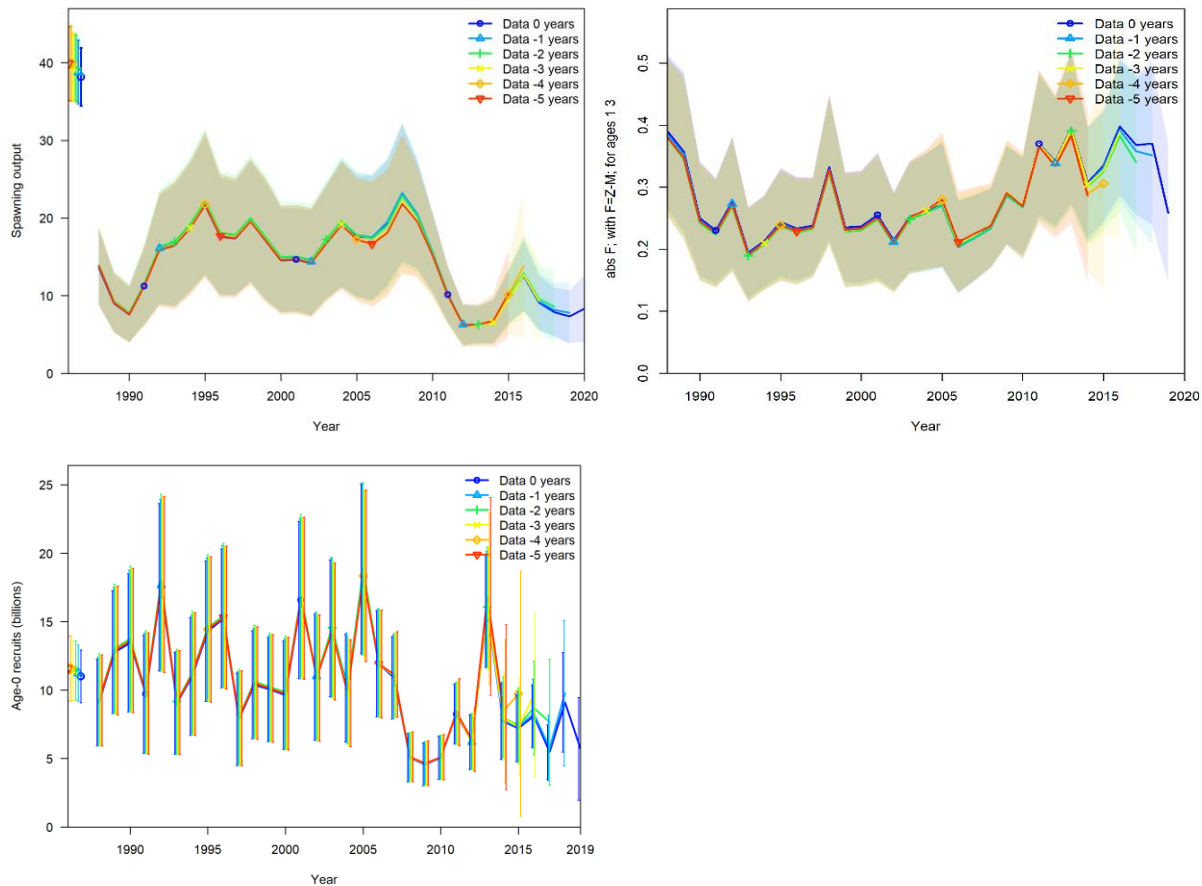 Data 0 years
Data -1 years
Data -2 years
Data -3 years
Data -4 years
Data -5 years
Spawning output
40
30
20
10
0
1990 1995 2000 2005 2010 2015 2020
Year
Data 0 years
Data -1 years
Data -2 years
Data -3 years
Data -4 years
Data -5 years
abs F; with F=Z-M; for ages 1 3
0.5
0.4
0.3
0.2
0.1
0.0
1990 1995 2000 2005 2010 2015 2020
Year
Data 0 years
Data -1 years
Data -2 years
Data -3 years
Data -4 years
Data -5 years
Age-0 recruits (billions)
25
20
15
10
5
0
1990 1995 2000 2005 2010 2015 2019
Year